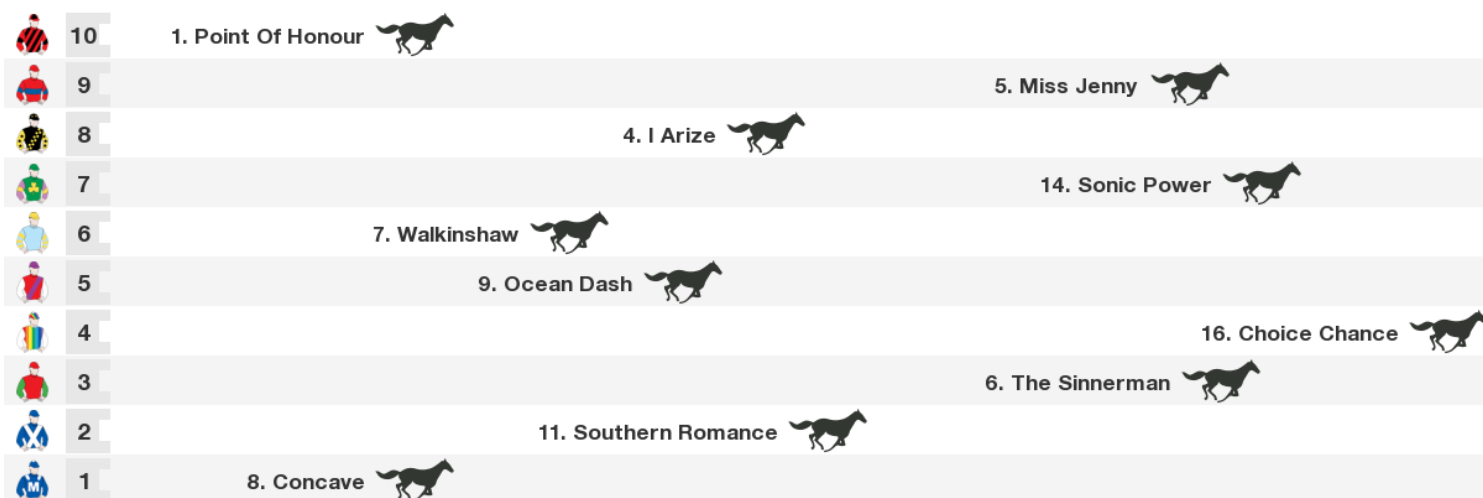 10 1. Point Of Honour
9 5. Miss Jenny
8 4. I Arize
7 14. Sonic Power
6 7. Walkinshaw
5 9. Ocean Dash
4 16. Choice Chance
3 6. The Sinnerman
2 11. Southern Romance
M 1 8. Concave